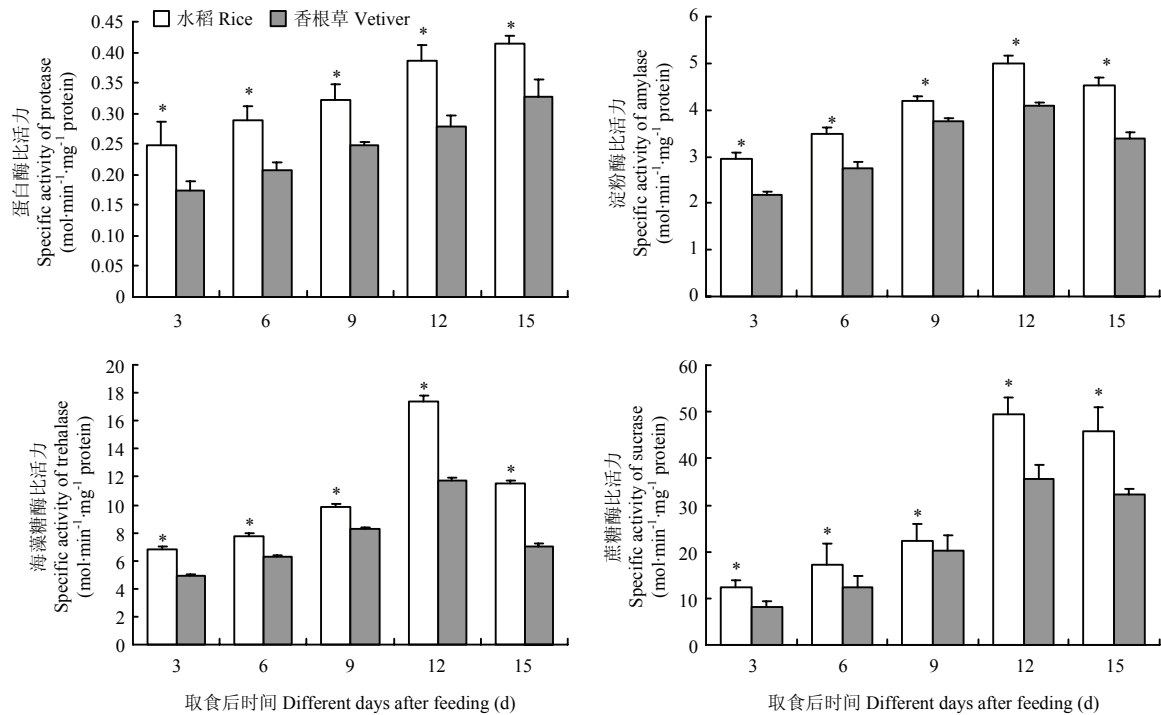 水稻 Rice
香根草 Vetiver
蛋白酶比活力
Specific activity of protease
(mol·min⁻¹·mg⁻¹ protein)
0.45
0.40
0.35
0.30
0.25
0.20
0.15
0.10
0.05
0
* * * * *
3 6 9 12 15
淀粉酶比活力
Specific activity of amylase
(mol·min⁻¹·mg⁻¹ protein)
6
5
4
3
2
1
0
* * * * *
3 6 9 12 15
海藻糖酶比活力
Specific activity of trehalase
(mol·min⁻¹·mg⁻¹ protein)
20
18
16
14
12
10
8
6
4
2
0
* * * * *
3 6 9 12 15
取食后时间 Different days after feeding (d)
蔗糖酶比活力
Specific activity of sucrase
(mol·min⁻¹·mg⁻¹ protein)
60
50
40
30
20
10
0
* * * * *
3 6 9 12 15
取食后时间 Different days after feeding (d)